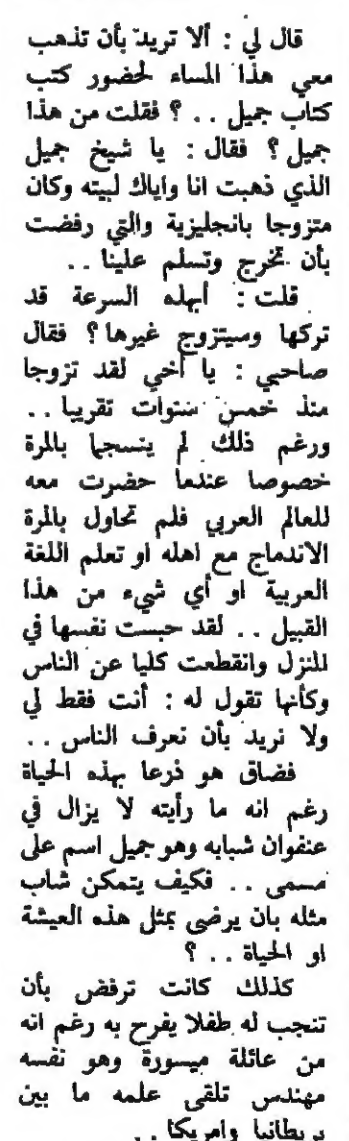 قال لي : ألا تريد بأن تذهب
معي هذا المساء لحضور كتب
كتاب جميل . . ؟ فقلت من هذا
جميل ؟ فقال : يا شيخ جميل
الذي ذهبت انا واياك لبيته وكان
متزوجا بانجليزية والتي رفضت
بأن تخرج وتسلم علينا . .
قلت : أبهذه السرعة قد
تركها وسيتزوج غيرها ؟ فقال
صاحبي : يا أخي لقد تزوجا
منذ خمس سنوات تقريبا . .
ورغم ذلك لم ينسجما بالمرة
خصوصا عندما حضرت معه
للعالم العربي فلم تحاول بالمرة
الاندماج مع اهله او تعلم اللغة
العربية او أي شيء من هذا
القبيل . . لقد حبست نفسها في
المنزل وانقطعت كليا عن الناس
وكأنها تقول له : أنت فقط لي
ولا نريد بأن نعرف الناس . .
فضاق هو ذرعا بهذه الحياة
رغم انه ما رأيته لا يزال في
عنفوان شبابه وهو جميل اسم على
مسمى . . فكيف يتمكن شاب
مثله بان يرضى بمثل هذه العيشة
او الحياة . . ؟
كذلك كانت ترفض بأن
تنجب له طفلا يفرح به رغم انه
من عائلة ميسورة وهو نفسه
مهندس تلقى علمه ما بين
بريطانيا وامريكا . .